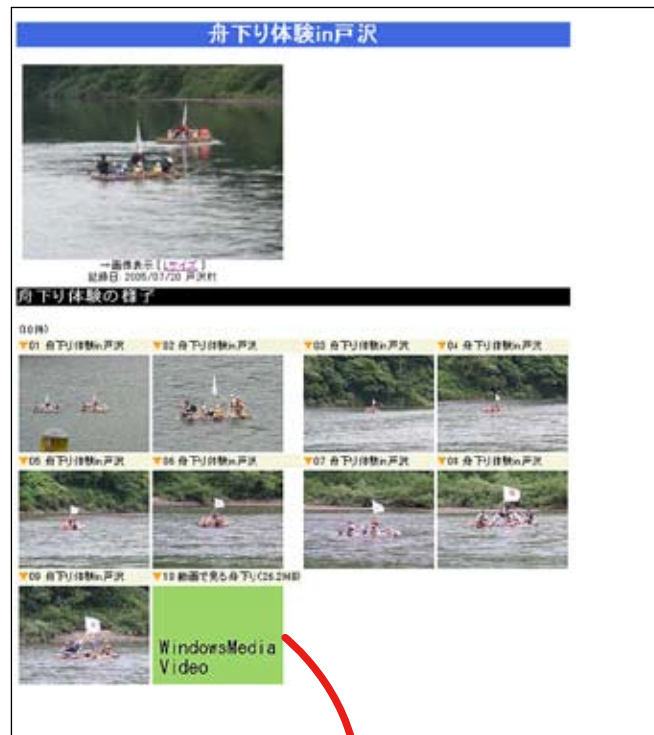 舟下り体験in戸沢
→画像表示 [ Lサイズ ]
記録日: 2005/07/20 戸沢村
舟下り体験の様子
(10件)
▼01 舟下り体験in戸沢
▼02 舟下り体験in戸沢
▼03 舟下り体験in戸沢
▼04 舟下り体験in戸沢
▼05 舟下り体験in戸沢
▼06 舟下り体験in戸沢
▼07 舟下り体験in戸沢
▼08 舟下り体験in戸沢
▼09 舟下り体験in戸沢
▼10 動画で見る舟下り(26.2MB)
WindowsMedia
Video